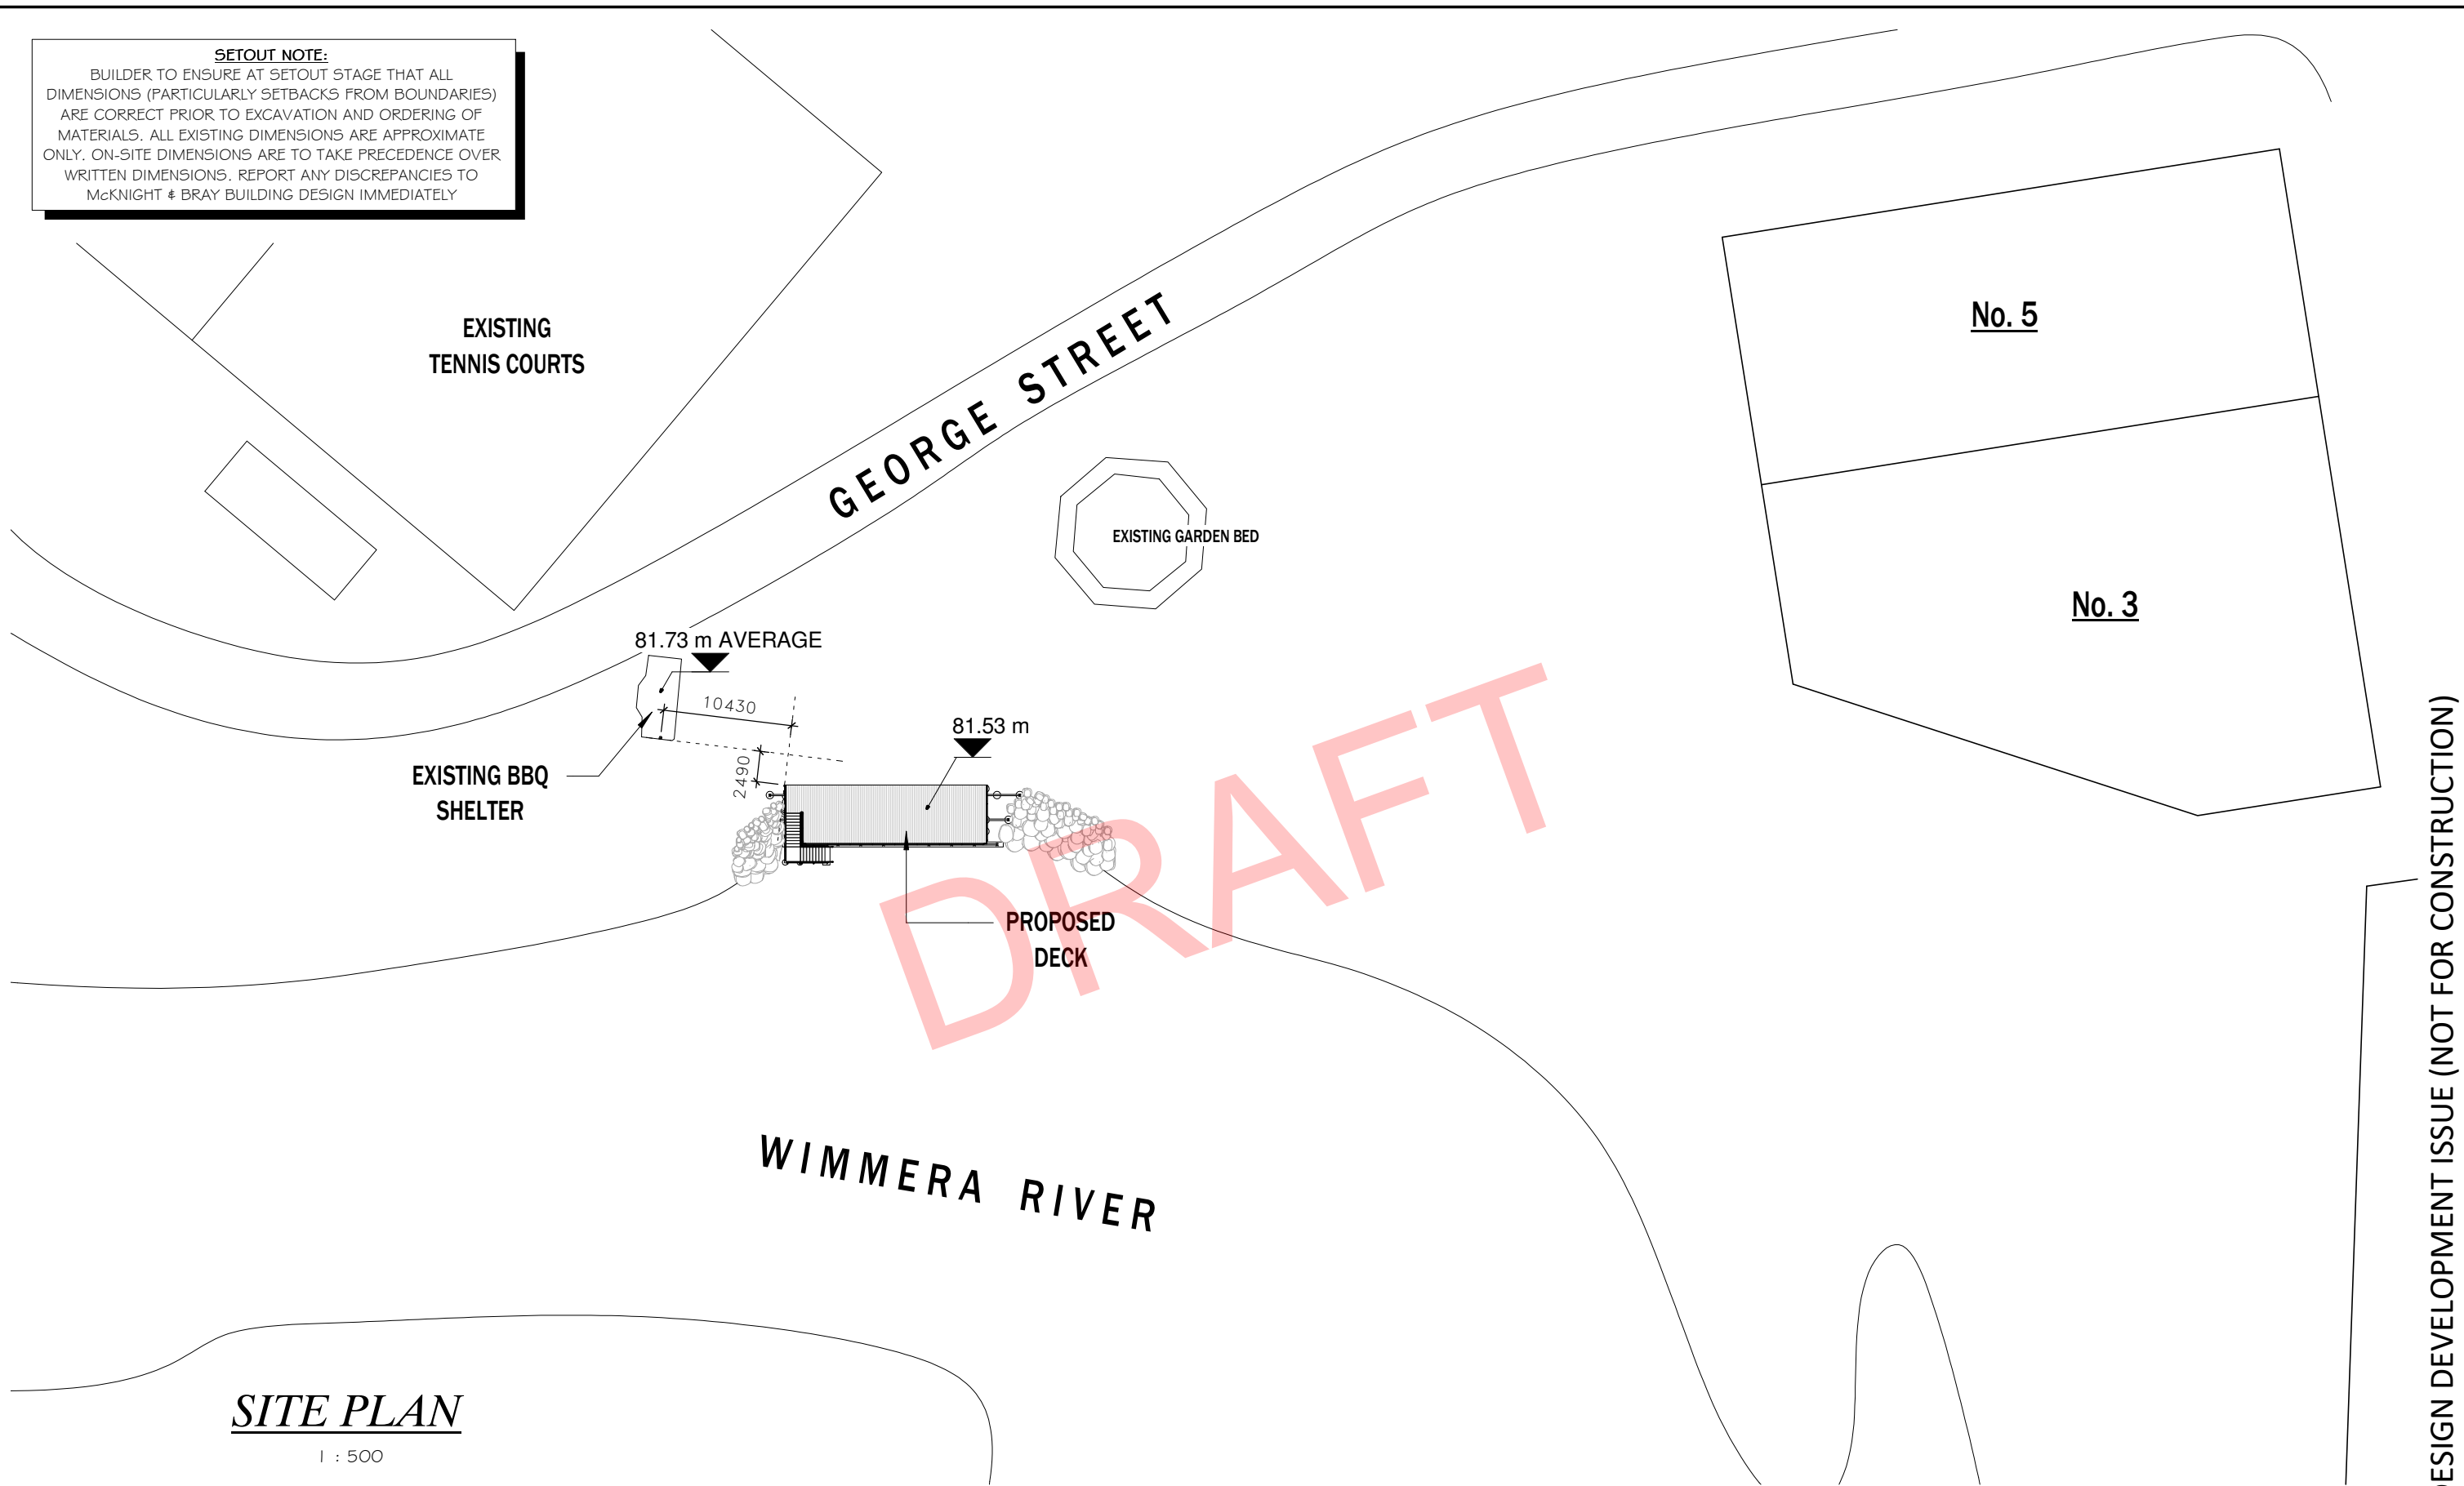 SETOUT NOTE:
BUILDER TO ENSURE AT SETOUT STAGE THAT ALL
DIMENSIONS (PARTICULARLY SETBACKS FROM BOUNDARIES)
ARE CORRECT PRIOR TO EXCAVATION AND ORDERING OF
MATERIALS. ALL EXISTING DIMENSIONS ARE APPROXIMATE
ONLY. ON-SITE DIMENSIONS ARE TO TAKE PRECEDENCE OVER
WRITTEN DIMENSIONS. REPORT ANY DISCREPANCIES TO
McKNIGHT & BRAY BUILDING DESIGN IMMEDIATELY
EXISTING
TENNIS COURTS
GEORGE STREET
No. 5
EXISTING GARDEN BED
No. 3
81.73 m AVERAGE
10430
81.53 m
2490
EXISTING BBQ
SHELTER
PROPOSED
DECK
DRAFT
WIMMERA RIVER
SITE PLAN
1 : 500
DESIGN DEVELOPMENT ISSUE (NOT FOR CONSTRUCTION)